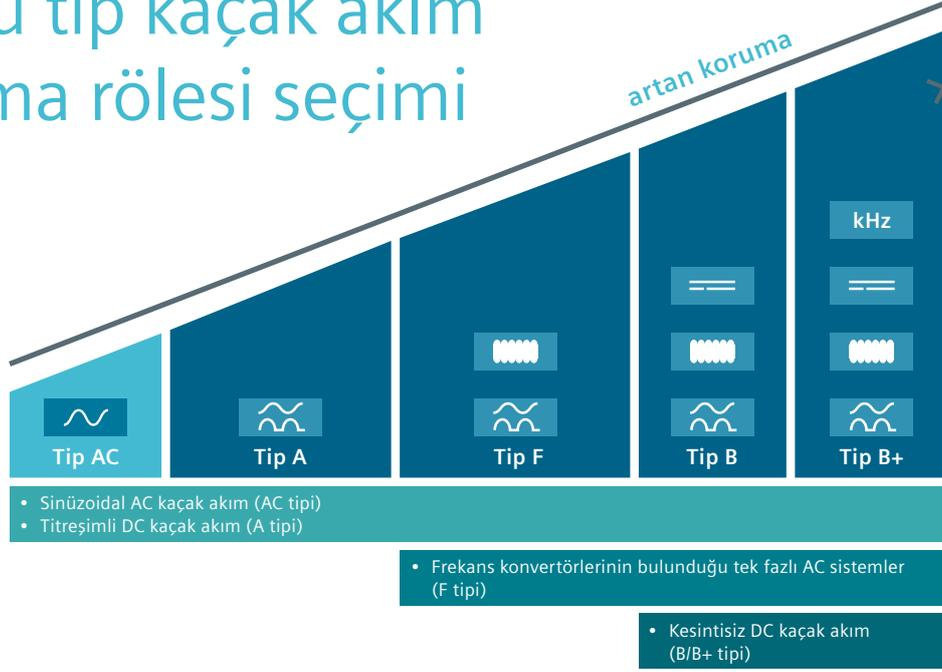 tip kaçak akım
rölesi seçimi
artan koruma
kHz
Tip AC
Tip A
Tip F
Tip B
Tip B+
• Sinüzoidal AC kaçak akım (AC tipi)
• Titreşimli DC kaçak akım (A tipi)
• Frekans konvertörlerinin bulunduğu tek fazlı AC sistemler
(F tipi)
• Kesintisiz DC kaçak akım
(B/B+ tipi)